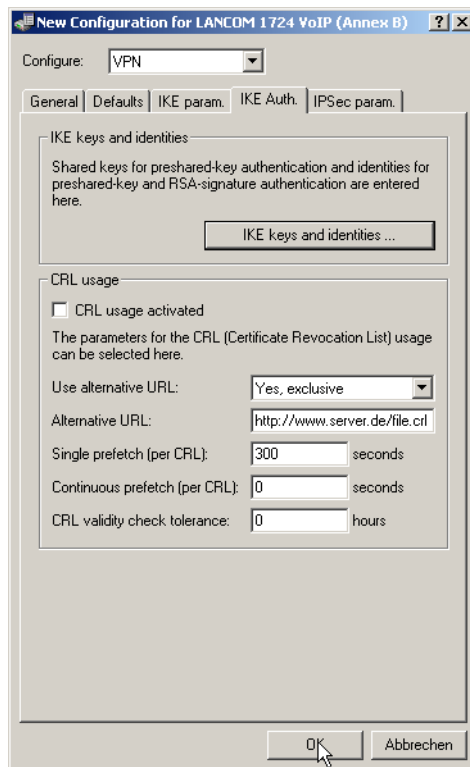 New Configuration for LANCOM 1724 VoIP (Annex B)
Configure: VPN
General Defaults IKE param. IKE Auth. IPSec param.
IKE keys and identities
Shared keys for preshared-key authentication and identities for
preshared-key and RSA-signature authentication are entered
here.
IKE keys and identities ...
CRL usage
CRL usage activated
The parameters for the CRL (Certificate Revocation List) usage
can be selected here.
Use alternative URL: Yes, exclusive
Alternative URL: http://www.server.de/file.crl
Single prefetch (per CRL): 300 seconds
Continuous prefetch (per CRL): 0 seconds
CRL validity check tolerance: 0 hours
OK Abbrechen